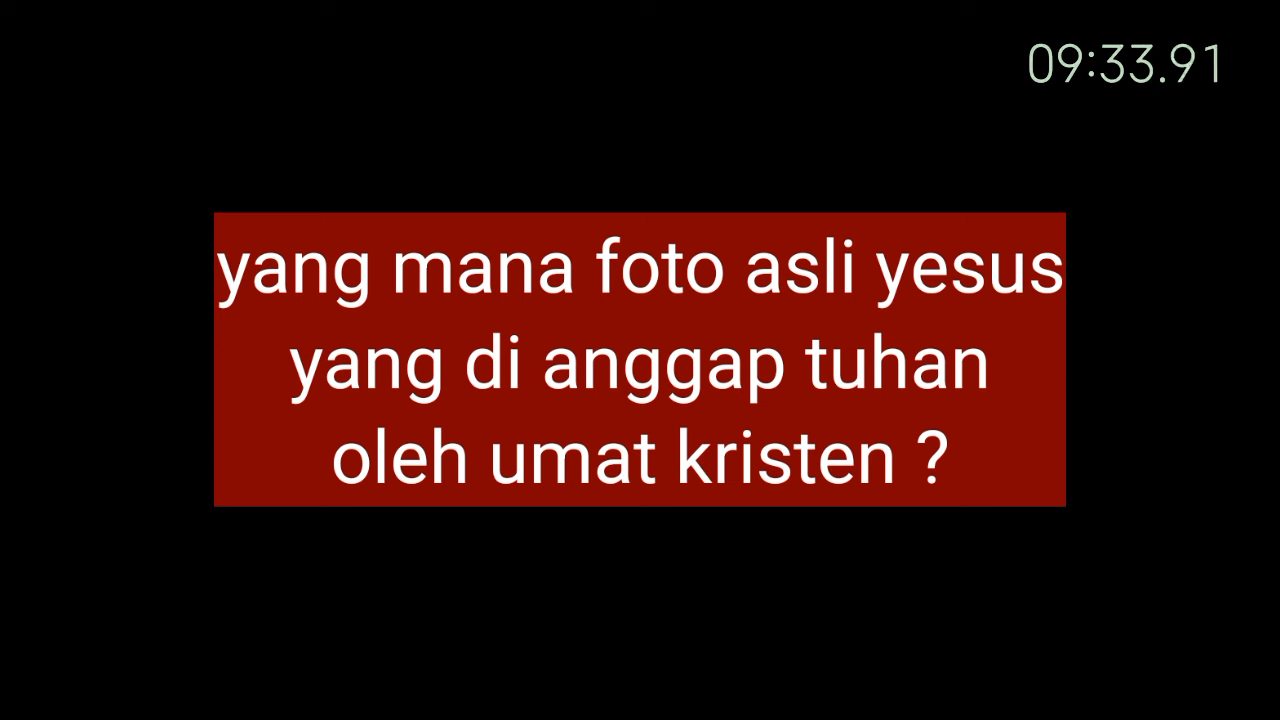 09:33.91
yang mana foto asli yesus
yang di anggap tuhan
oleh umat kristen ?